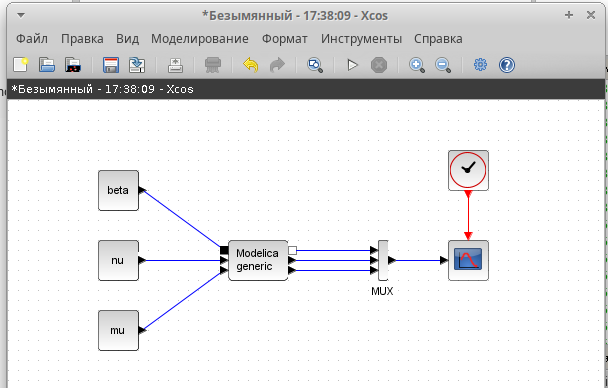 *Безымянный - 17:38:09 - Xcos
Файл Правка Вид Моделирование Формат Инструменты Справка
*Безымянный - 17:38:09 - Xcos
beta
nu
mu
Modelica
generic
MUX